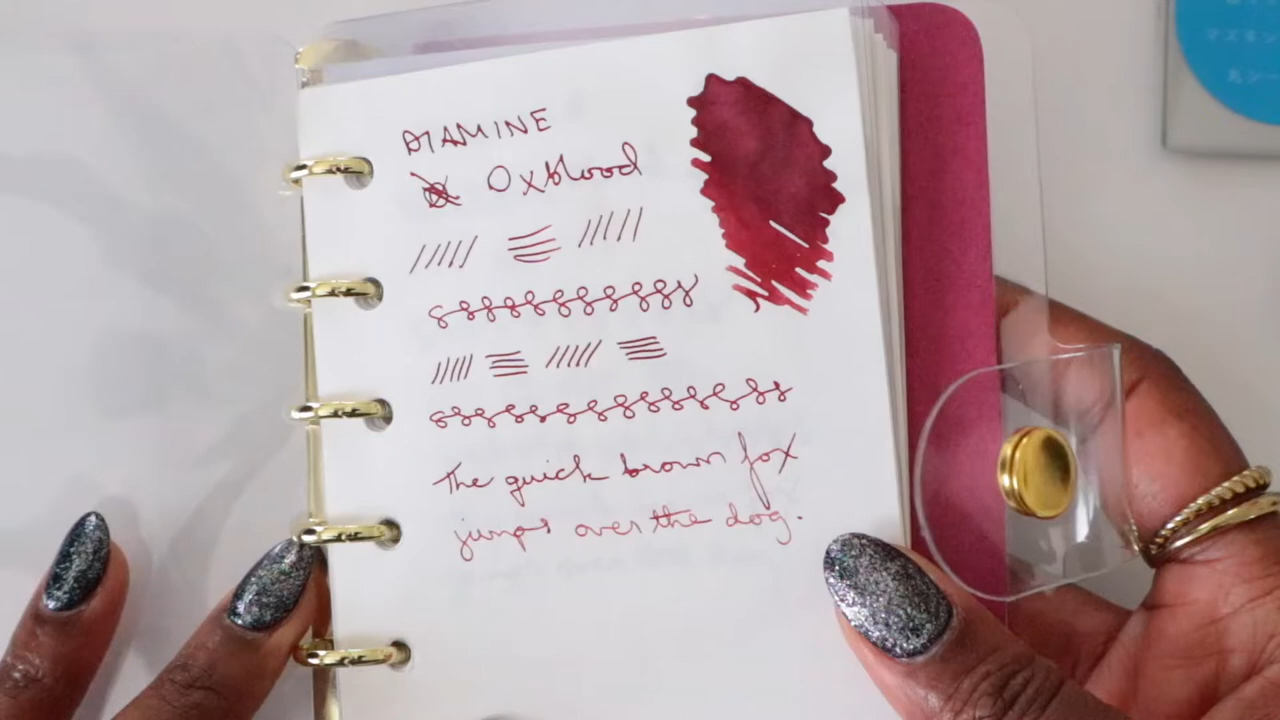 DIAMINE
Oxblood
the quick brown fox
jumps over the dog.